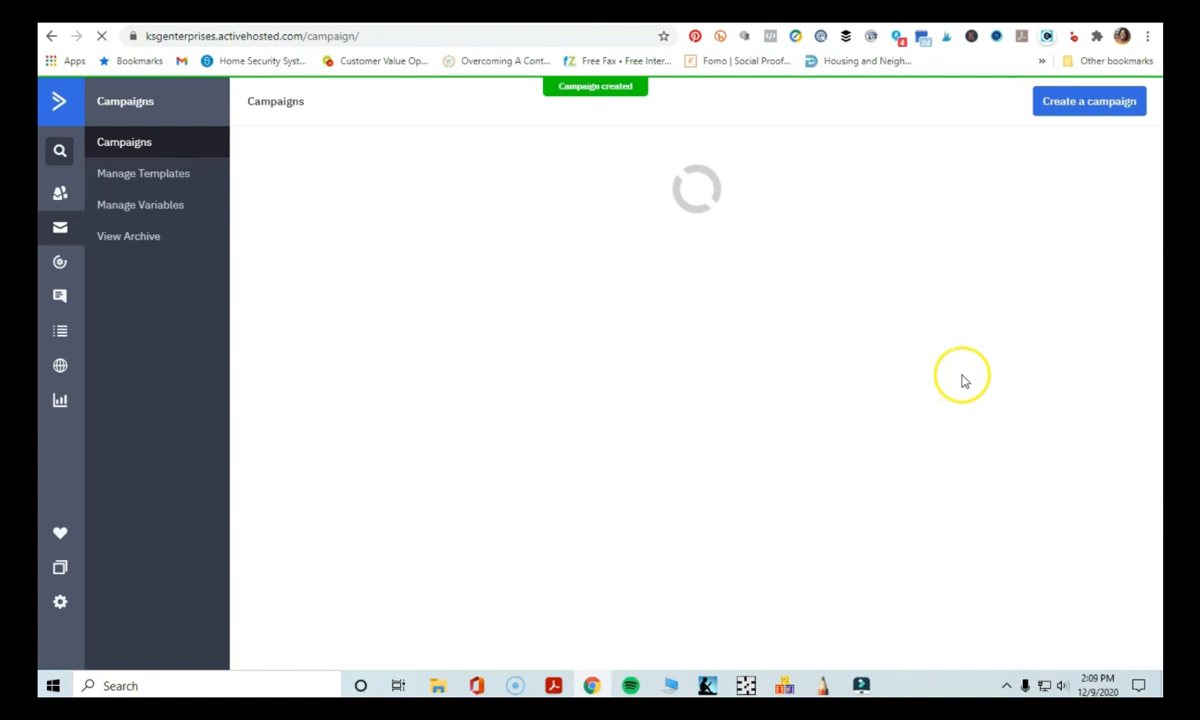 ksgenterprises.activehosted.com/campaign/
Apps Bookmarks Home Security Syst... Customer Value Op... Overcoming A Cont... Free Fax • Free Inter... Fomo | Social Proof... Housing and Neigh... » Other bookmarks
Campaign created
Campaigns
Campaigns
Create a campaign
Campaigns
Manage Templates
Manage Variables
View Archive
Search
2:09 PM
12/9/2020